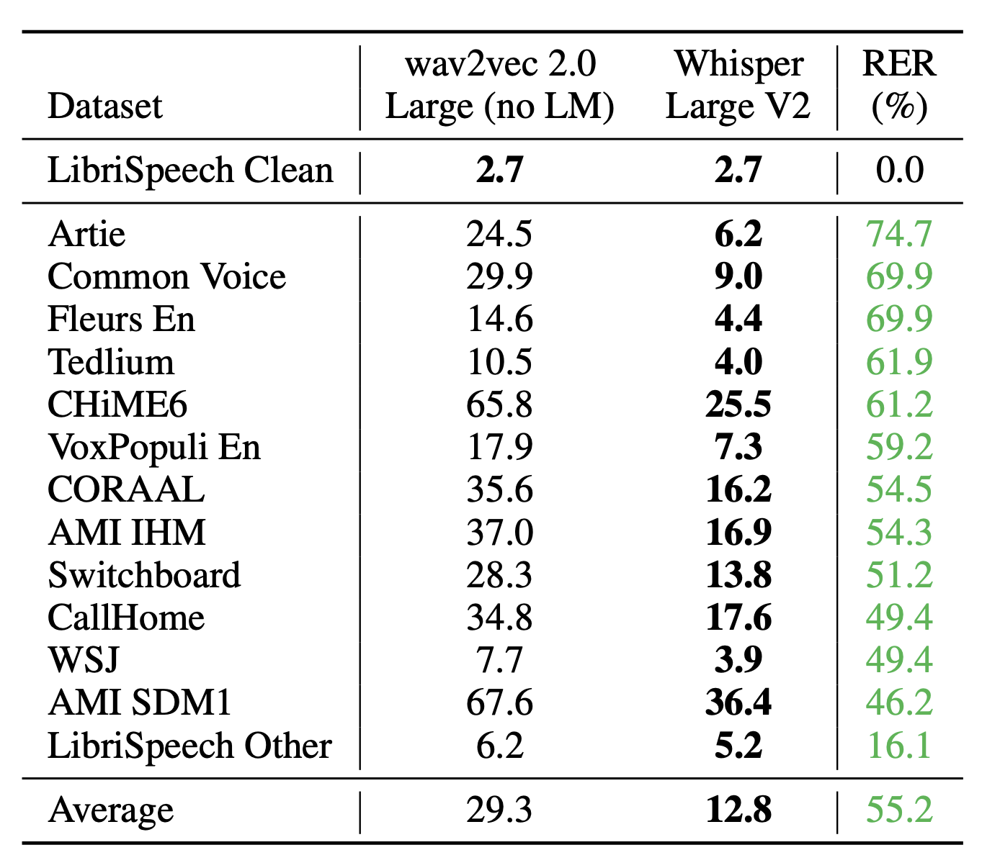 Dataset wav2vec 2.0 Large (no LM) Whisper Large V2 RER (%)
LibriSpeech Clean 2.7 2.7 0.0
Artie 24.5 6.2 74.7
Common Voice 29.9 9.0 69.9
Fleurs En 14.6 4.4 69.9
Tedlium 10.5 4.0 61.9
CHiME6 65.8 25.5 61.2
VoxPopuli En 17.9 7.3 59.2
CORAAL 35.6 16.2 54.5
AMI IHM 37.0 16.9 54.3
Switchboard 28.3 13.8 51.2
CallHome 34.8 17.6 49.4
WSJ 7.7 3.9 49.4
AMI SDM1 67.6 36.4 46.2
LibriSpeech Other 6.2 5.2 16.1
Average 29.3 12.8 55.2